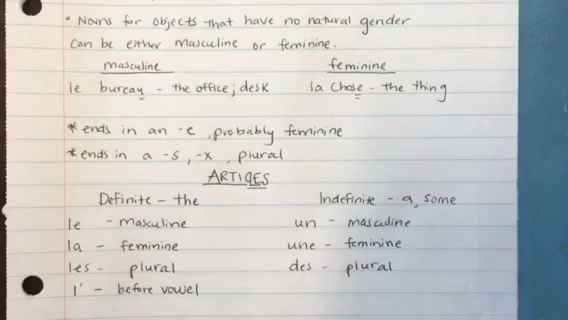 * Nouns for objects that have no natural gender
can be either masculine or feminine.
masculine feminine
le bureau - the office; desk la chose - the thing
* ends in an -e, probably feminine
* ends in a -s, -x, plural
ARTICLES
Definite - the Indefinite - a, some
le - masculine un - masculine
la - feminine une - feminine
les - plural des - plural
l' - before vowel